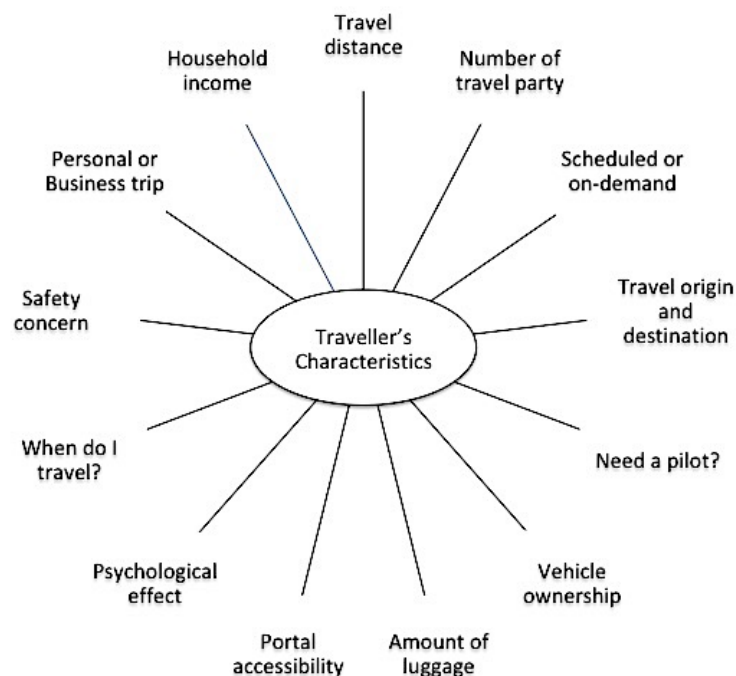 Travel
distance
Household
income
Number of
travel party
Personal or
Business trip
Scheduled or
on-demand
Safety
concern
Travel origin
and
destination
Traveller's
Characteristics
When do I
travel?
Need a pilot?
Psychological
effect
Vehicle
ownership
Portal
accessibility
Amount of
luggage